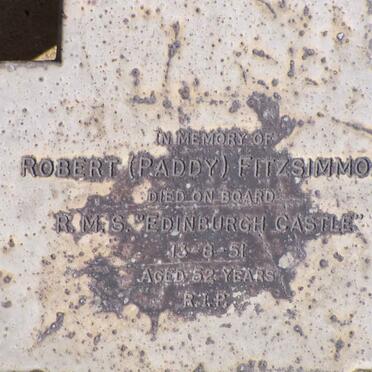 IN MEMORY OF
ROBERT (PADDY) FITZSIMMO
DIED ON BOARD
R.M.S. "EDINBURGH CASTLE"
13-8-51
AGED 52 YEARS
R.I.P.